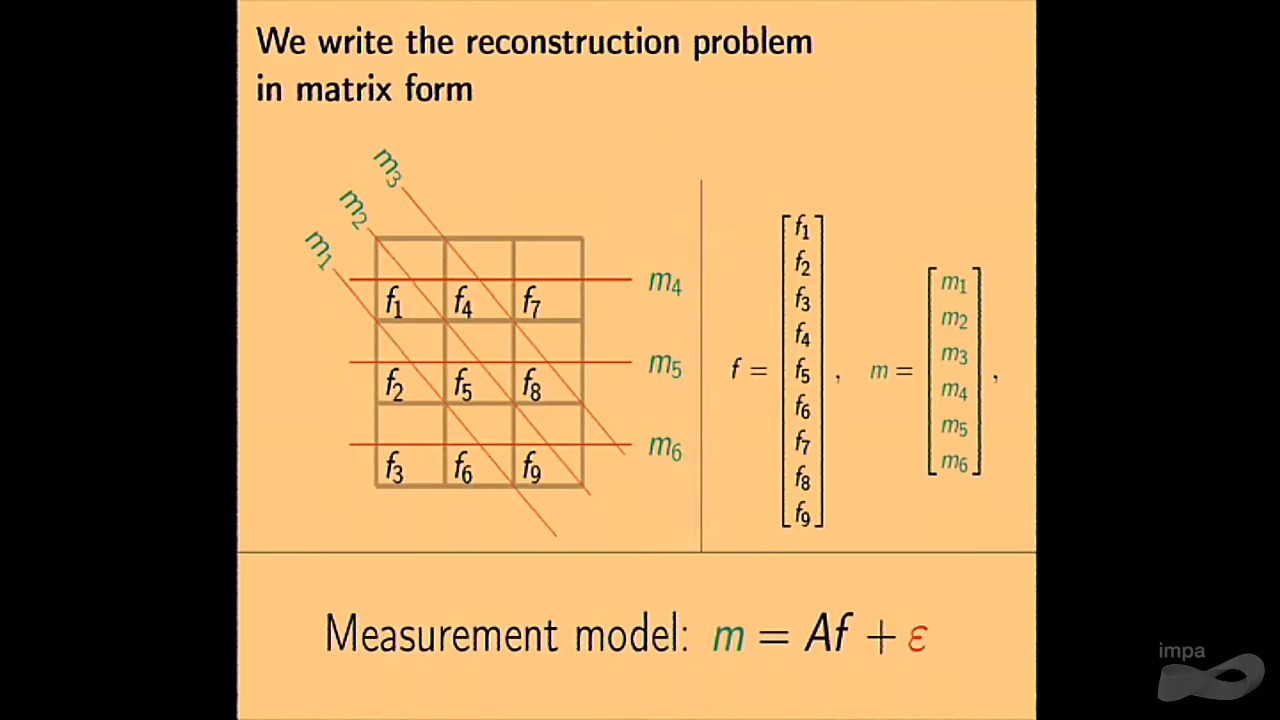 We write the reconstruction problem
in matrix form
m₃
m₂
m₁
m₄
f₁ f₄ f₇
m₅
f₂ f₅ f₈
m₆
f₃ f₆ f₉
f = [f₁ f₂ f₃ f₄ f₅ f₆ f₇ f₈ f₉], m = [m₁ m₂ m₃ m₄ m₅ m₆],
Measurement model: m = Af + ε
impa